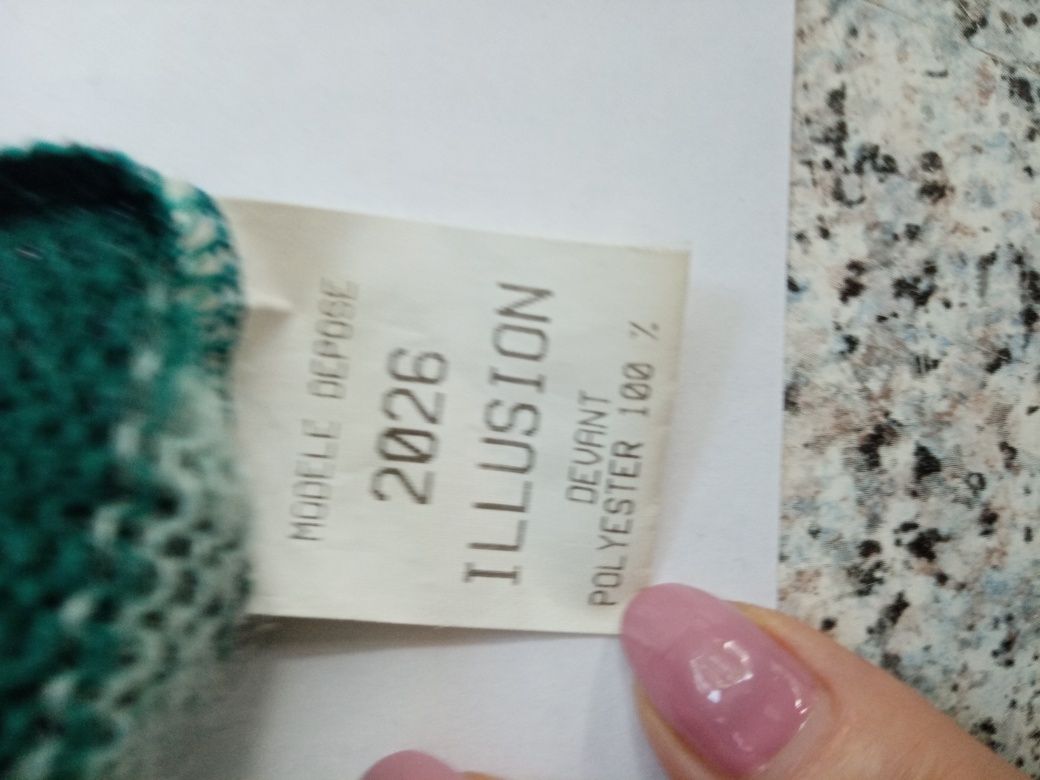 MODELE DEPOSE
2026
ILLUSION
DEVANT
POLYESTER 100 %